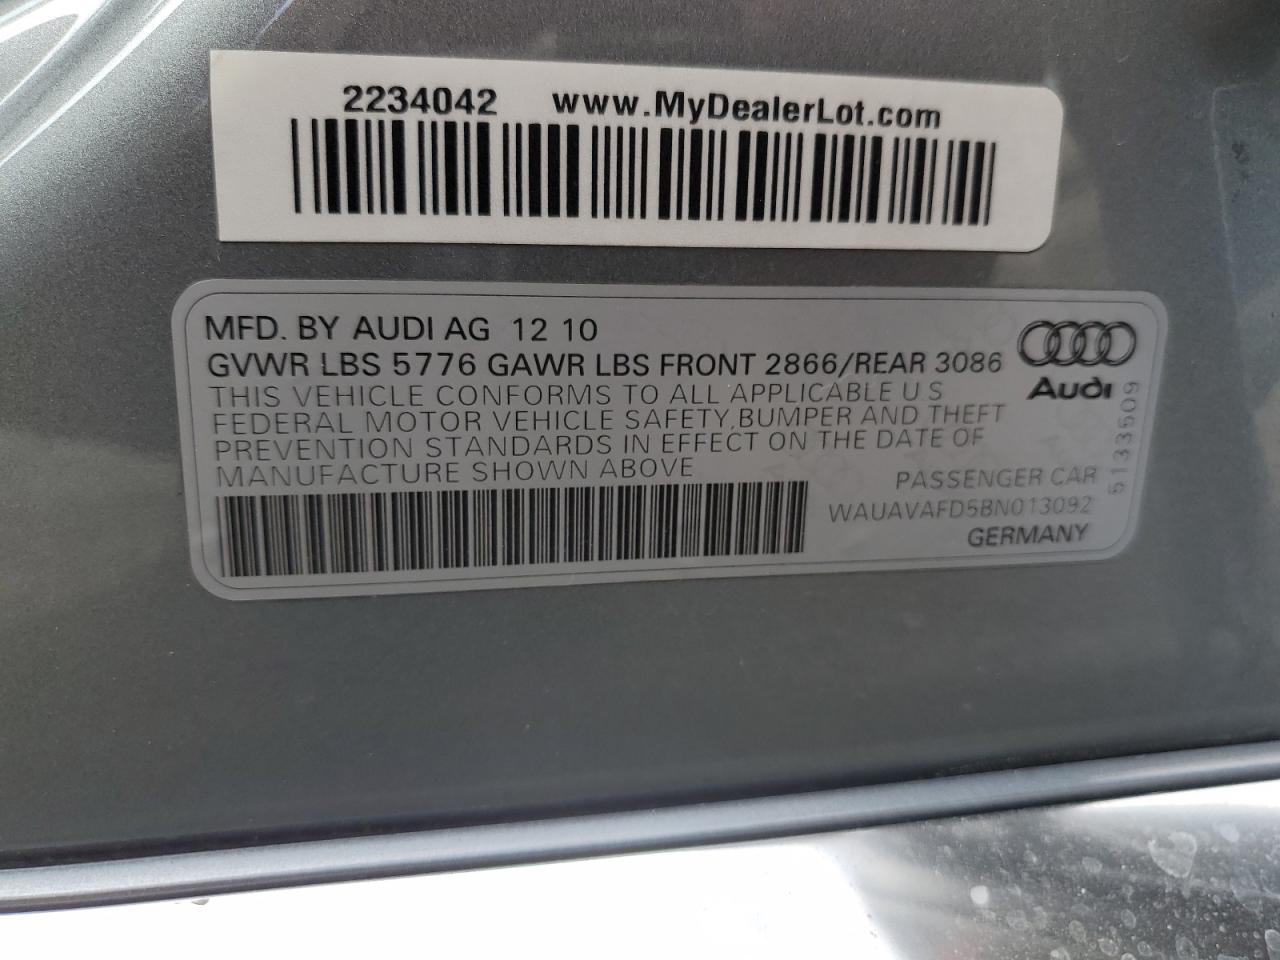 2234042 www.MyDealerLot.com
MFD. BY AUDI AG 12 10
GVWR LBS 5776 GAWR LBS FRONT 2866/REAR 3086
THIS VEHICLE CONFORMS TO ALL APPLICABLE U.S
FEDERAL MOTOR VEHICLE SAFETY, BUMPER AND THEFT
PREVENTION STANDARDS IN EFFECT ON THE DATE OF
MANUFACTURE SHOWN ABOVE
Audi
PASSENGER CAR
WAUAVAFD5BN013092
GERMANY
5133509